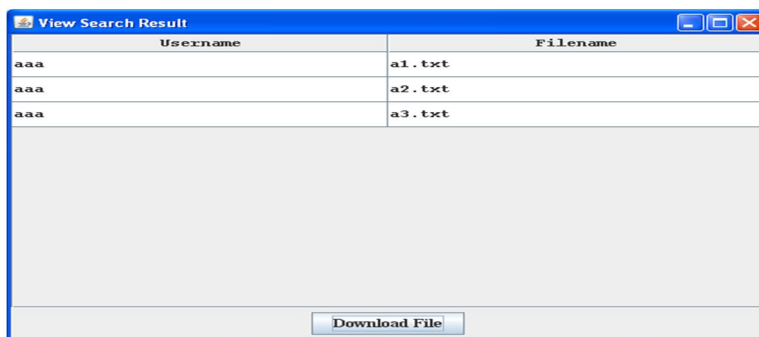 View Search Result
Username Filename
aaa a1.txt
aaa a2.txt
aaa a3.txt
Download File